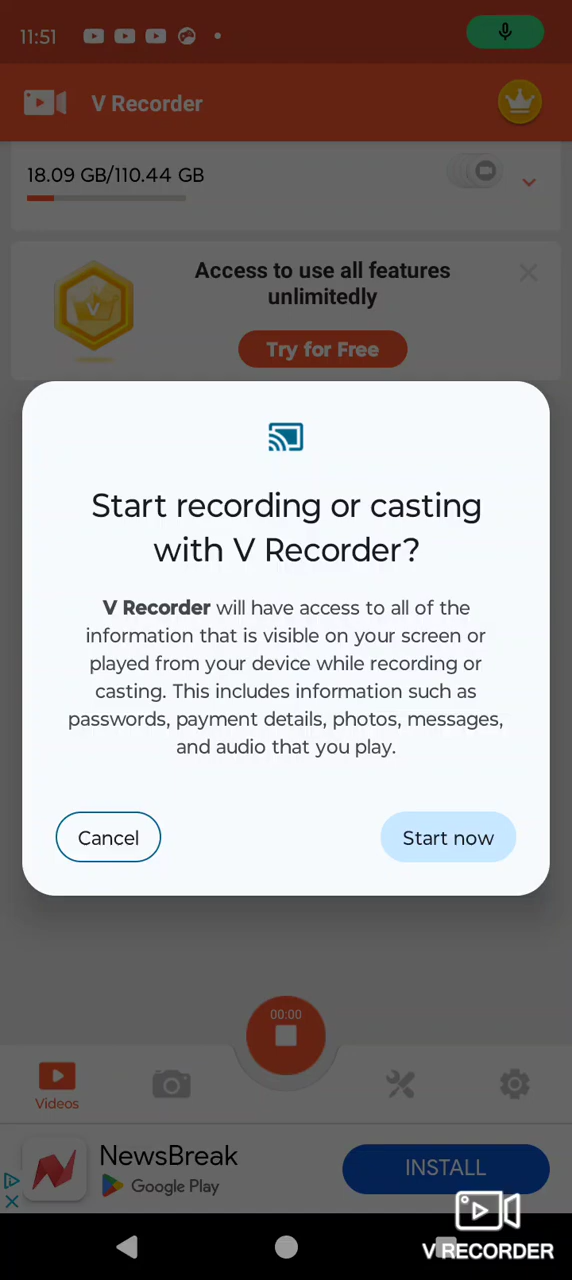 11:51
V Recorder
18.09 GB/110.44 GB
Access to use all features
unlimitedly
V
Try for Free
Start recording or casting
with V Recorder?
V Recorder will have access to all of the
information that is visible on your screen or
played from your device while recording or
casting. This includes information such as
passwords, payment details, photos, messages,
and audio that you play.
Cancel
Start now
00:00
Videos
NewsBreak
Google Play
INSTALL
V RECORDER